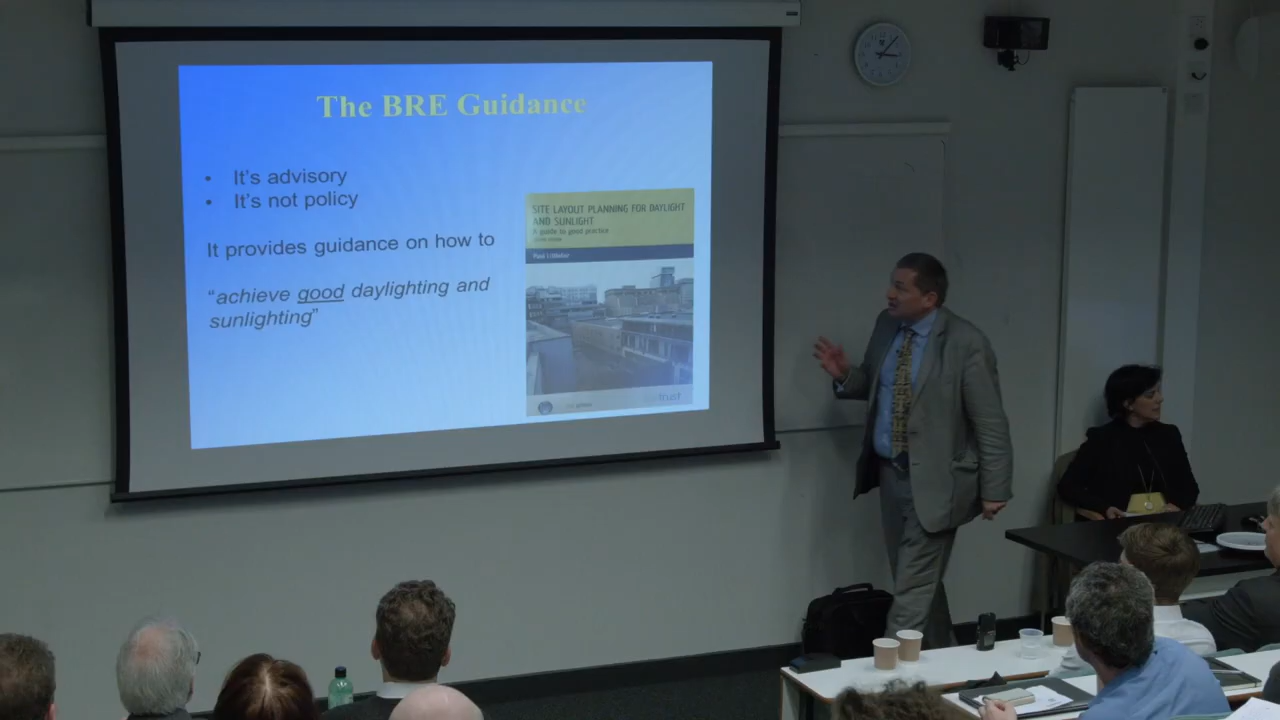 The BRE Guidance
• It's advisory
• It's not policy
It provides guidance on how to
“achieve good daylighting and
sunlighting”
SITE LAYOUT PLANNING FOR DAYLIGHT
AND SUNLIGHT
A guide to good practice
Paul Littlefair
trust